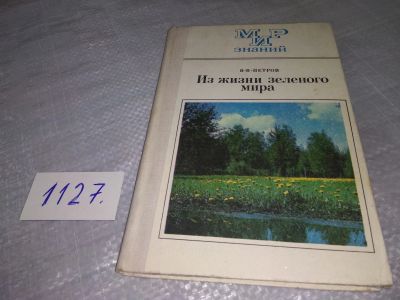 МИР
знаний
В·В·ПЕТРОВ
Из жизни зеленого
мира
1127.